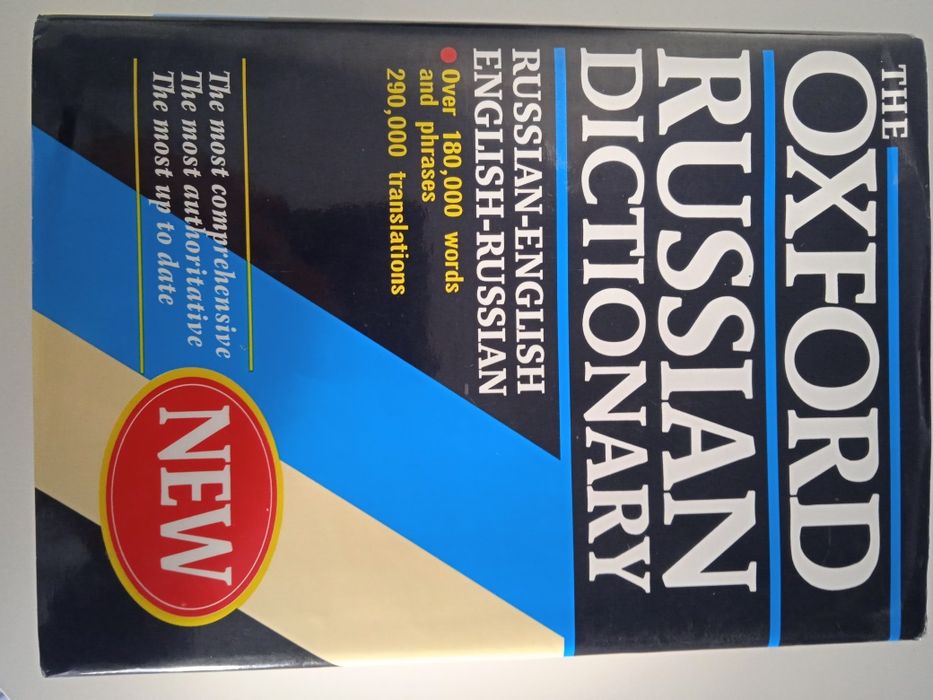 THE
OXFORD
RUSSIAN
DICTIONARY
RUSSIAN-ENGLISH
ENGLISH-RUSSIAN
Over 180,000 words
and phrases
290,000 translations
The most comprehensive
The most authoritative
The most up to date
NEW